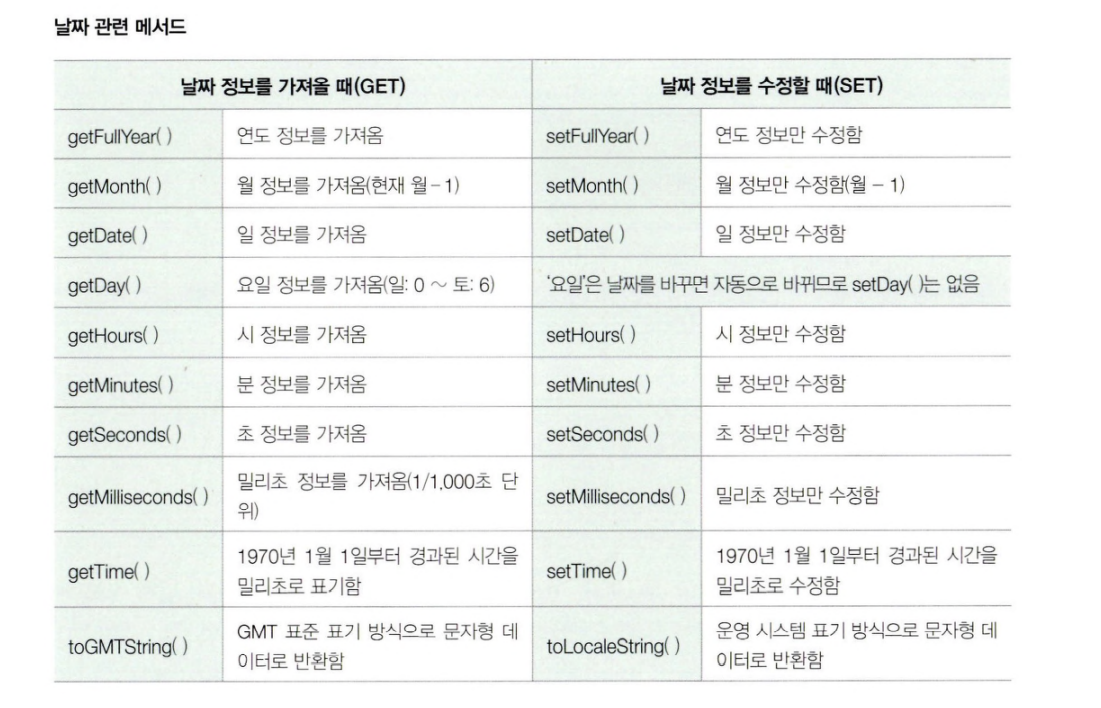 날짜 관련 메서드
날짜 정보를 가져올 때(GET) 날짜 정보를 수정할 때(SET)
getFullYear( ) 연도 정보를 가져옴 setFullYear( ) 연도 정보만 수정함
getMonth( ) 월 정보를 가져옴(현재 월-1) setMonth( ) 월 정보만 수정함(월 – 1)
getDate( ) 일 정보를 가져옴 setDate( ) 일 정보만 수정함
getDay( ) 요일 정보를 가져옴(일: 0 ~ 토: 6) ‘요일’은 날짜를 바꾸면 자동으로 바뀌므로 setDay( )는 없음
getHours( ) 시 정보를 가져옴 setHours( ) 시 정보만 수정함
getMinutes( ) 분 정보를 가져옴 setMinutes( ) 분 정보만 수정함
getSeconds( ) 초 정보를 가져옴 setSeconds( ) 초 정보만 수정함
getMilliseconds( ) 밀리초 정보를 가져옴(1/1,000초 단
위) setMilliseconds( ) 밀리초 정보만 수정함
getTime( ) 1970년 1월 1일부터 경과된 시간을
밀리초로 표기함 setTime( ) 1970년 1월 1일부터 경과된 시간을
밀리초로 수정함
toGMTString( ) GMT 표준 표기 방식으로 문자형 데
이터로 반환함 toLocaleString( ) 운영 시스템 표기 방식으로 문자형 데
이터로 반환함